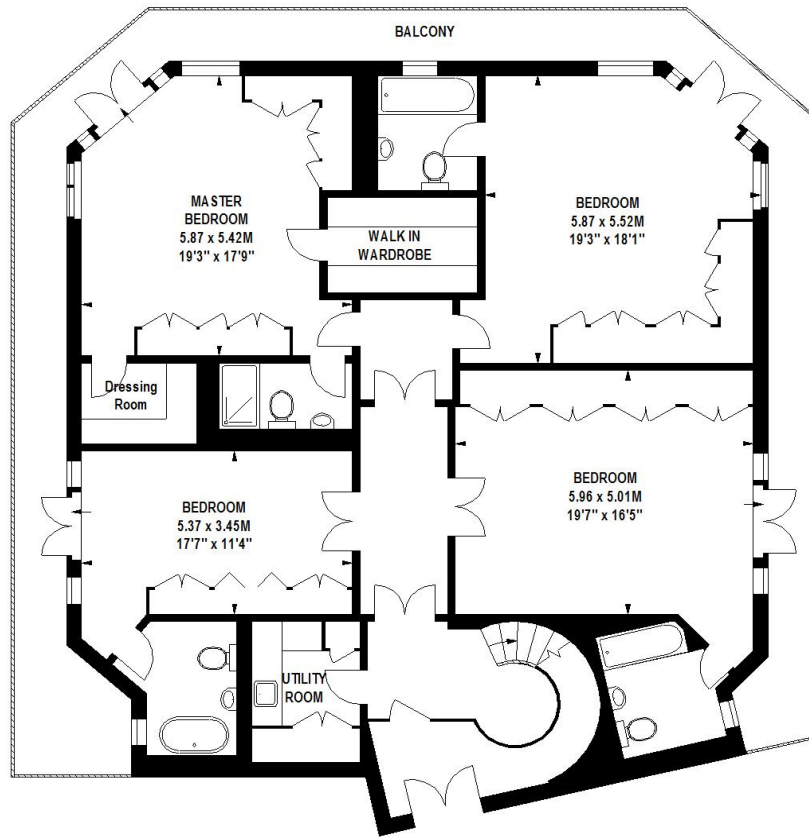 BALCONY
MASTER
BEDROOM
5.87 x 5.42M
19'3" x 17'9"
BEDROOM
5.87 x 5.52M
19'3" x 18'1"
WALK IN
WARDROBE
Dressing
Room
BEDROOM
5.37 x 3.45M
17'7" x 11'4"
BEDROOM
5.96 x 5.01M
19'7" x 16'5"
UTILITY
ROOM